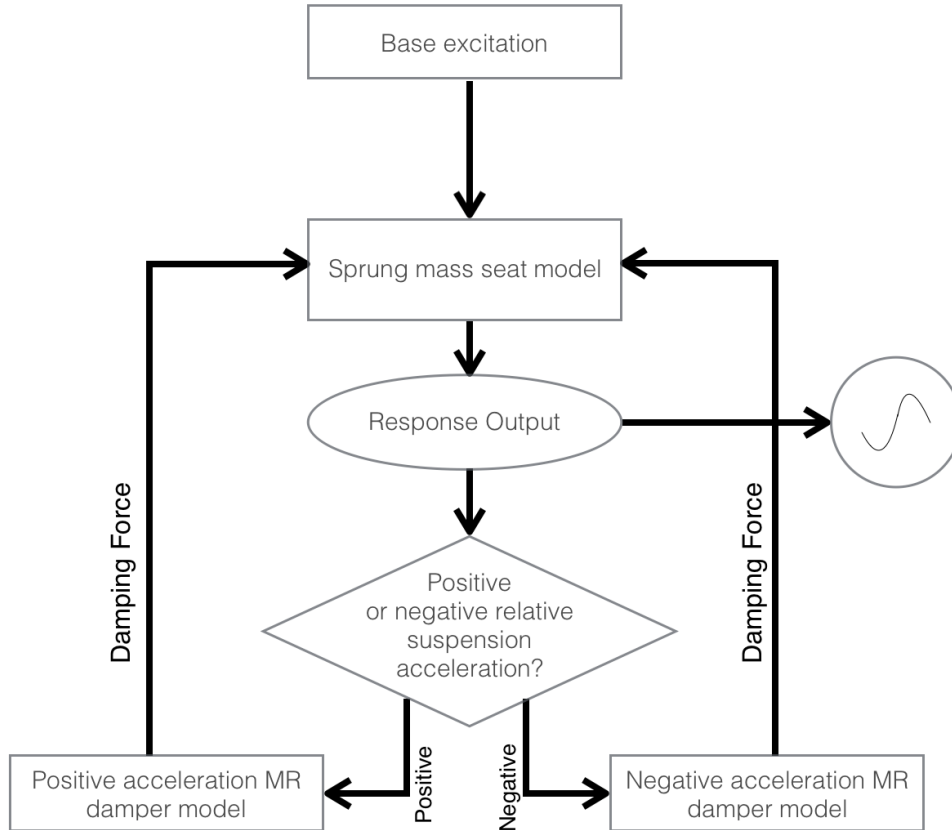 Base excitation
Sprung mass seat model
Response Output
Damping Force
Damping Force
Positive
or negative relative
suspension
acceleration?
Positive
Negative
Positive acceleration MR
damper model
Negative acceleration MR
damper model